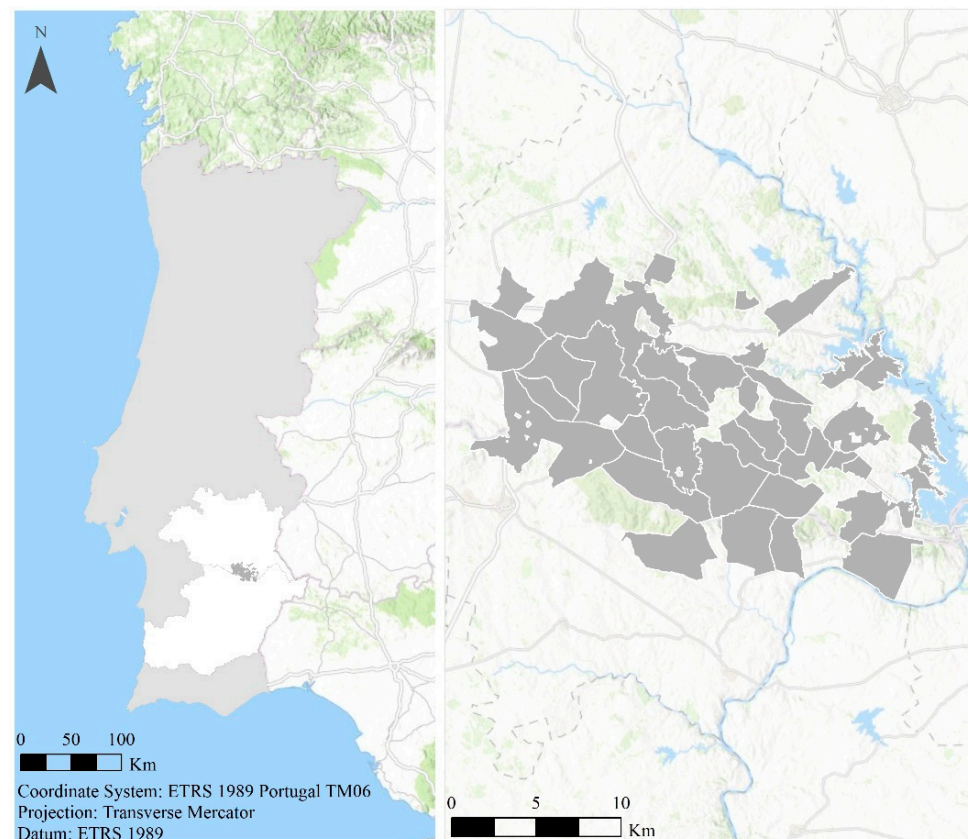 N
0 50 100
Km
Coordinate System: ETRS 1989 Portugal TM06
Projection: Transverse Mercator
Datum: ETRS 1989
0 5 10
Km